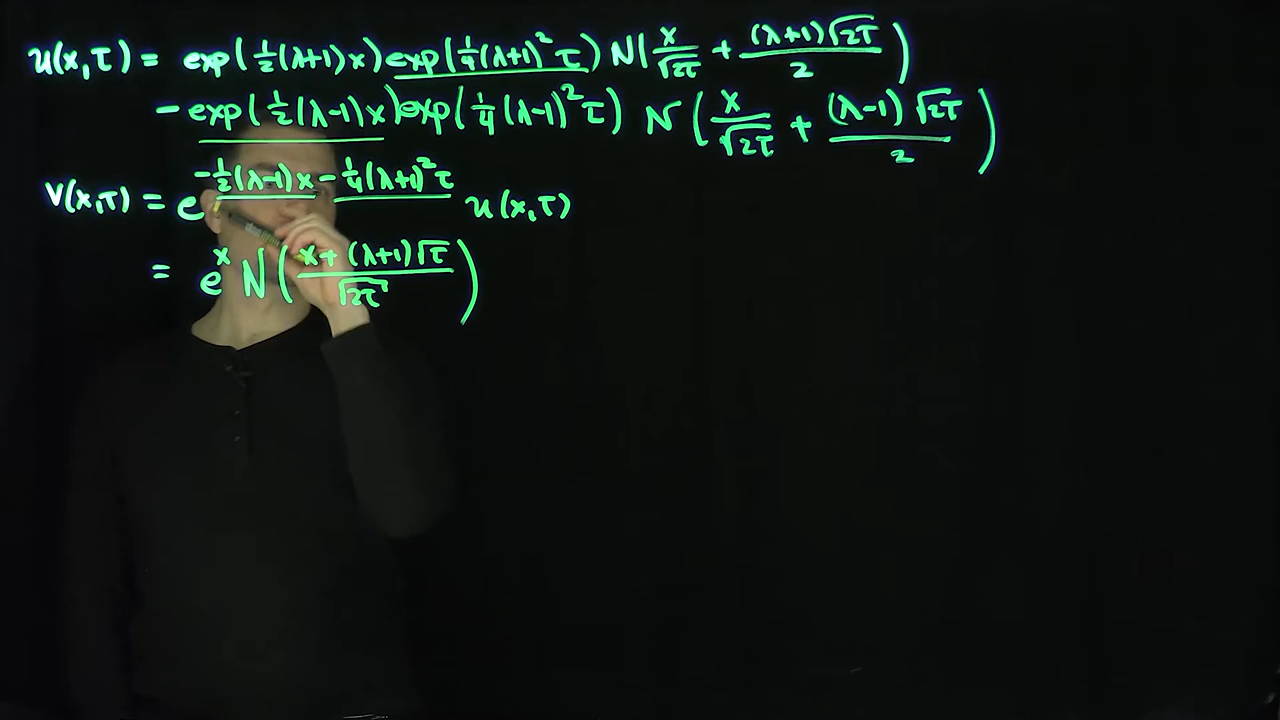 u(x,τ) = exp(½(λ+1)x) exp(¼(λ+1)²τ) N(x/√2τ + (λ+1)√2τ/2)
- exp(½(λ-1)x) exp(¼(λ-1)²τ) N(x/√2τ + (λ-1)√2τ/2)
v(x,τ) = e^(-½(λ-1)x - ¼(λ+1)²τ) u(x,τ)
= e^x N((x + (λ+1)√τ)/√2τ)